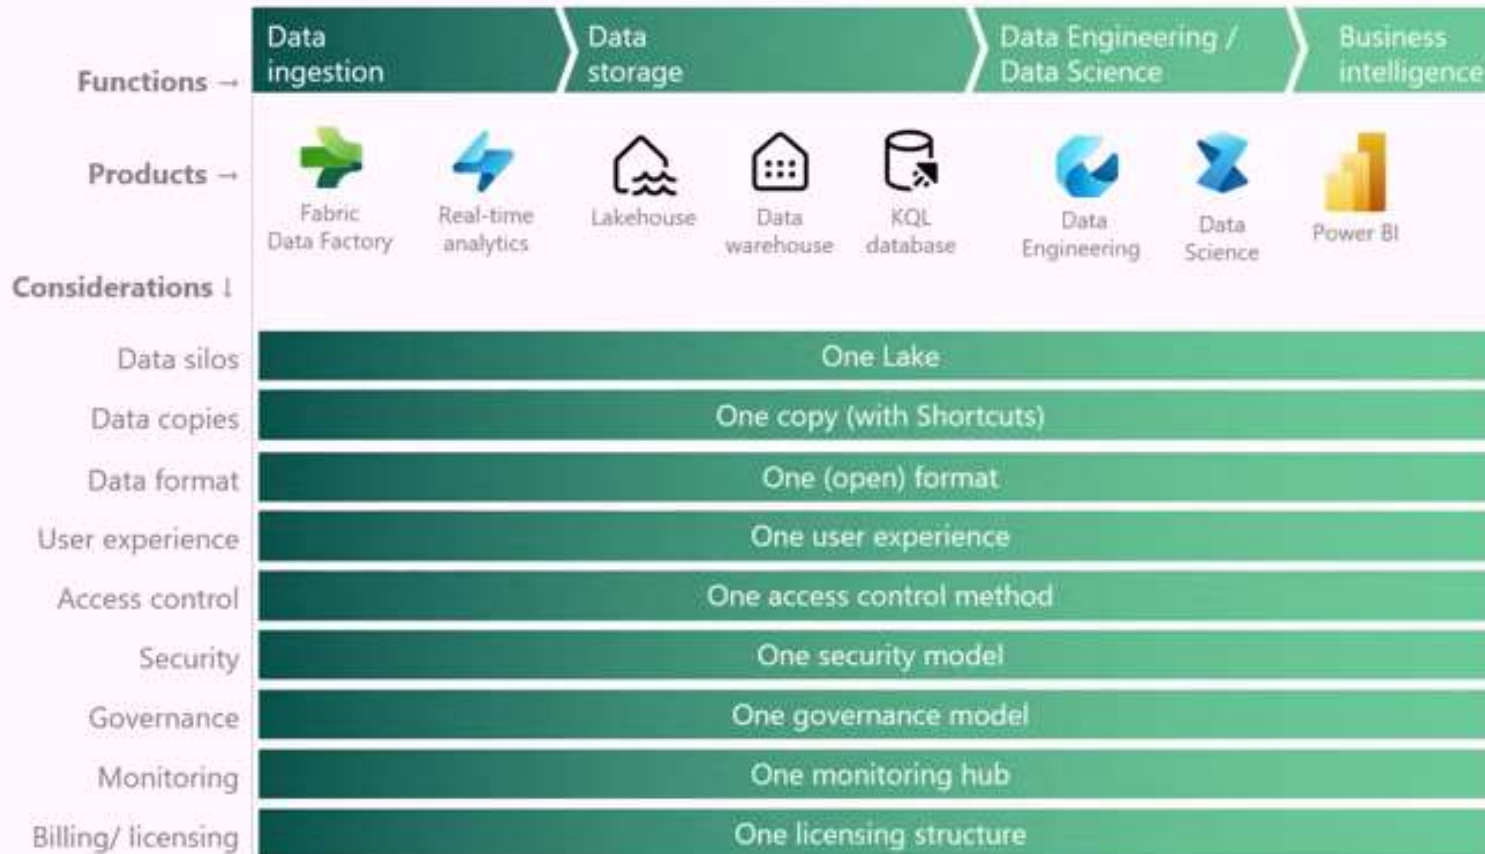 Functions →
Data
ingestion
Data
storage
Data Engineering /
Data Science
Business
intelligence
Products →
Fabric
Data Factory
Real-time
analytics
Lakehouse
Data
warehouse
KQL
database
Data
Engineering
Data
Science
Power BI
Considerations ↓
Data silos
One Lake
Data copies
One copy (with Shortcuts)
Data format
One (open) format
User experience
One user experience
Access control
One access control method
Security
One security model
Governance
One governance model
Monitoring
One monitoring hub
Billing/ licensing
One licensing structure